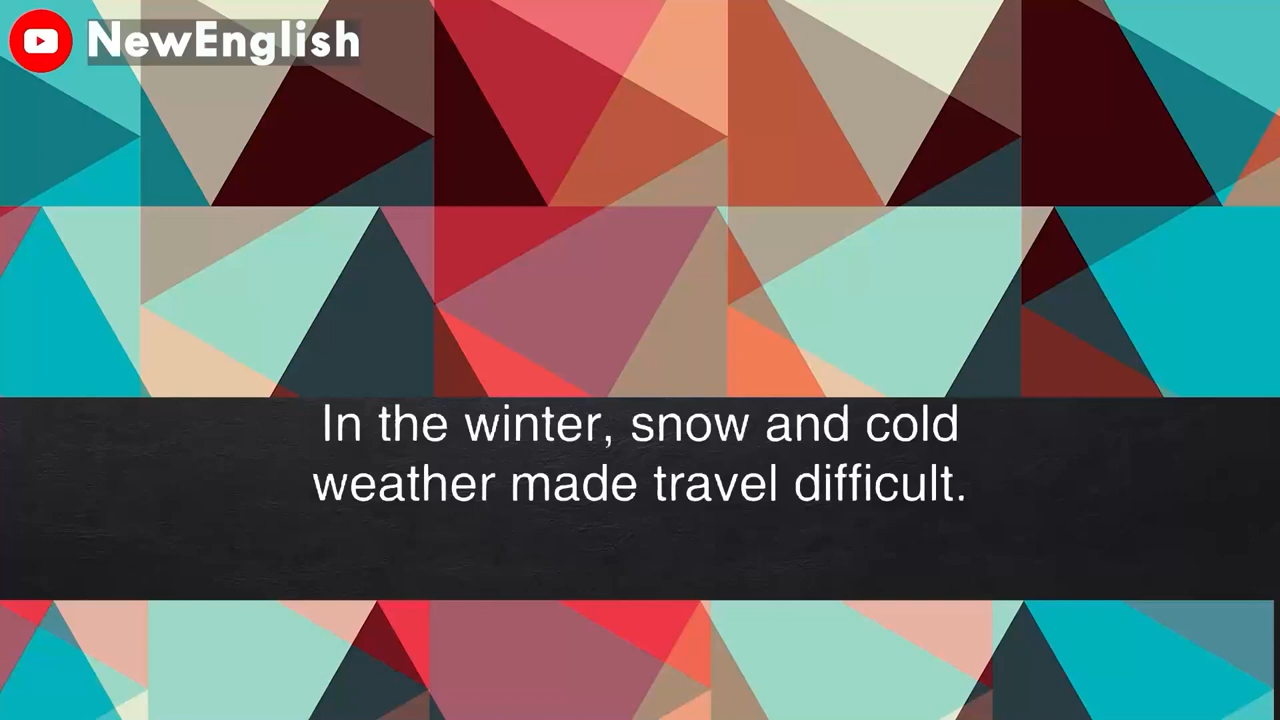 NewEnglish
In the winter, snow and cold
weather made travel difficult.